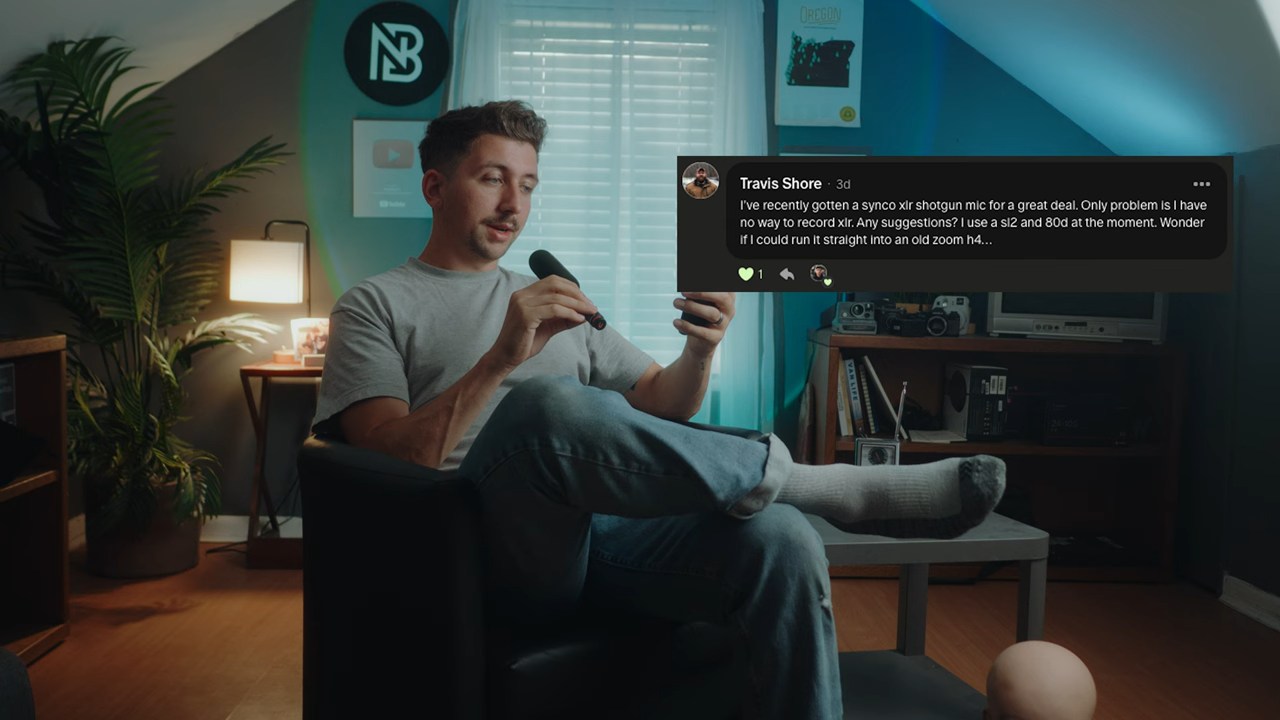 NB
OREGON
YouTube
Travis Shore · 3d
I've recently gotten a synco xlr shotgun mic for a great deal. Only problem is I have
no way to record xlr. Any suggestions? I use a sl2 and 80d at the moment. Wonder
if I could run it straight into an old zoom h4...
1